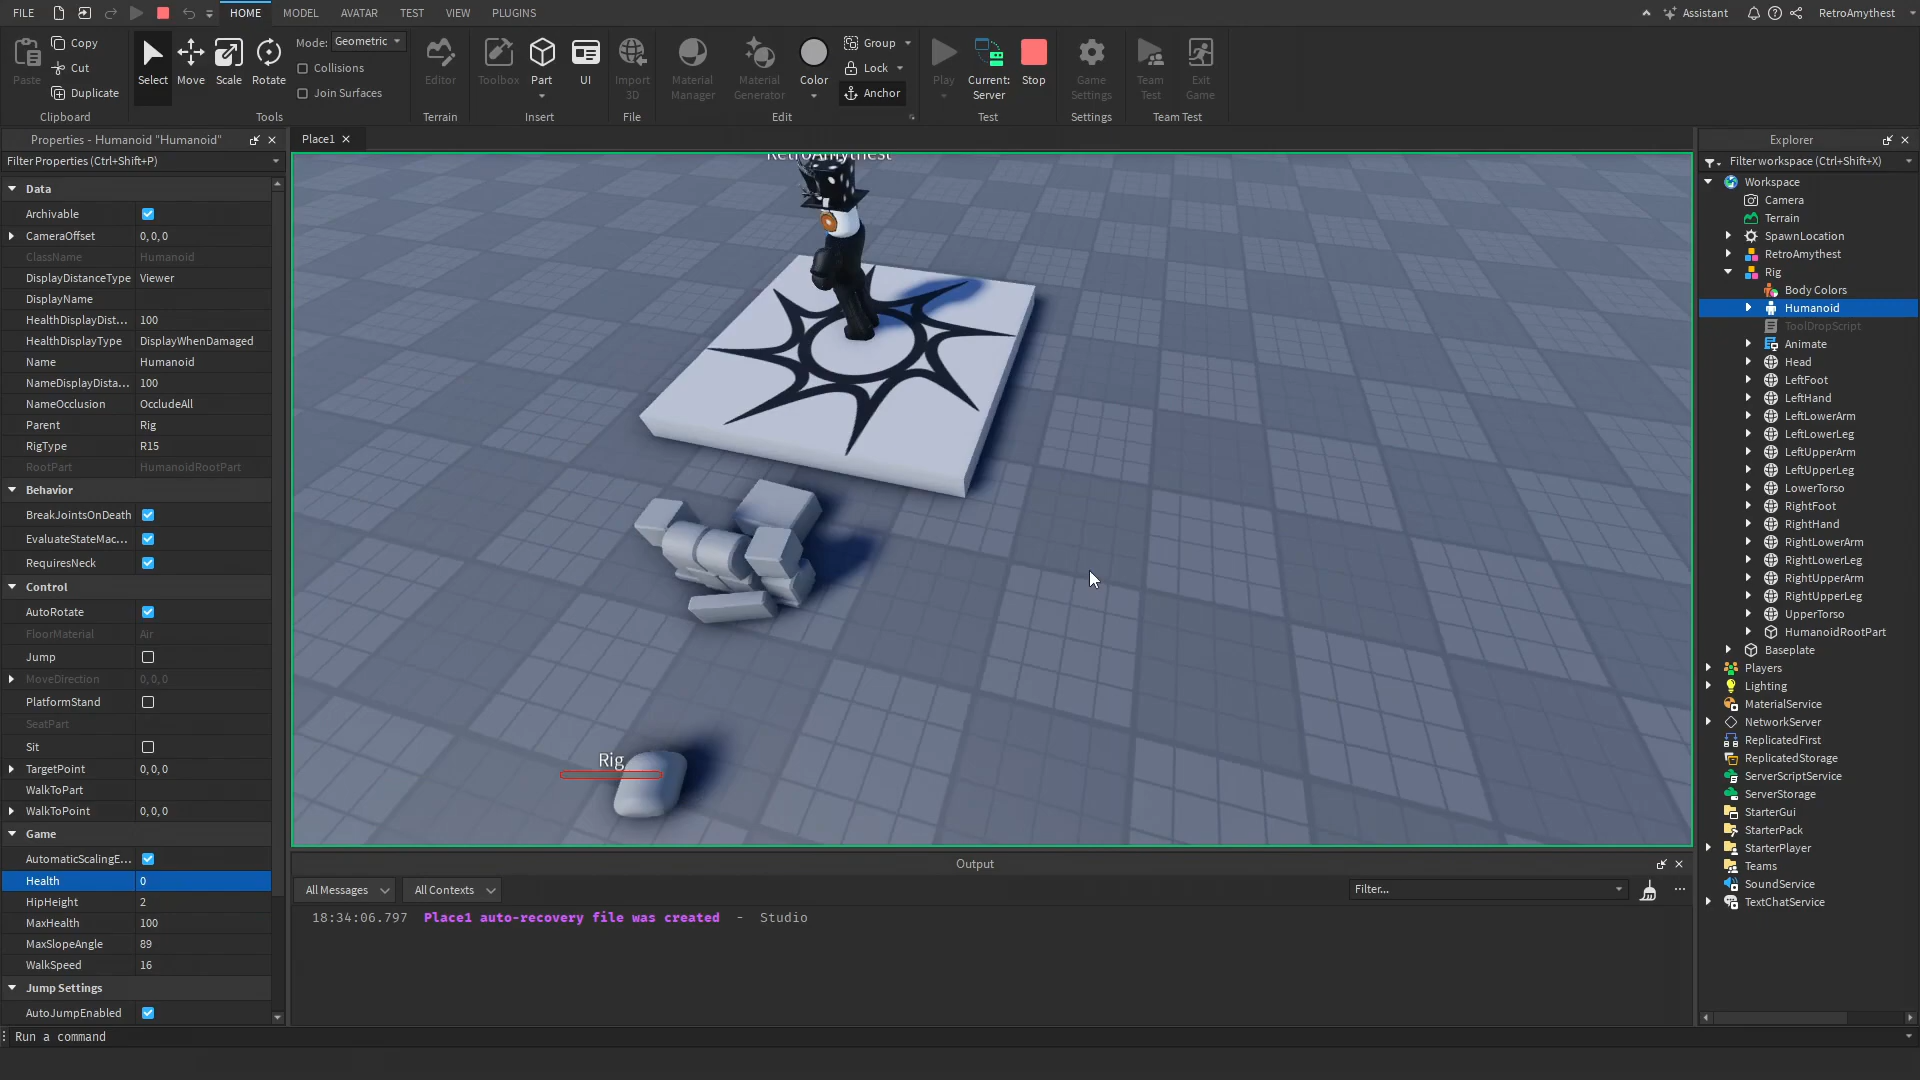 FILE HOME MODEL AVATAR TEST VIEW PLUGINS Assistant RetroAmythest
Paste Copy Cut Duplicate
Clipboard
Select Move Scale Rotate
Mode: Geometric
Collisions
Join Surfaces
Tools
Editor
Terrain
Toolbox Part UI
Insert
Import 3D
File
Material Manager
Material Generator
Color
Group
Lock
Anchor
Edit
Play
Current: Server
Stop
Test
Game Settings
Settings
Team Test
Exit Game
Team Test
Properties - Humanoid "Humanoid"
Filter Properties (Ctrl+Shift+P)
Data
Archivable
CameraOffset 0, 0, 0
ClassName Humanoid
DisplayDistanceType Viewer
DisplayName
HealthDisplayDist... 100
HealthDisplayType DisplayWhenDamaged
Name Humanoid
NameDisplayDista... 100
NameOcclusion OccludeAll
Parent Rig
RigType R15
RootPart HumanoidRootPart
Behavior
BreakJointsOnDeath
EvaluateStateMac...
RequiresNeck
Control
AutoRotate
FloorMaterial Air
Jump
MoveDirection 0, 0, 0
PlatformStand
SeatPart
Sit
TargetPoint 0, 0, 0
WalkToPart
WalkToPoint 0, 0, 0
Game
AutomaticScalingE...
Health 0
HipHeight 2
MaxHealth 100
MaxSlopeAngle 89
WalkSpeed 16
Jump Settings
AutoJumpEnabled
Place1
RetroAmythest
Rig
Output
All Messages All Contexts Filter...
18:34:06.797 Place1 auto-recovery file was created - Studio
Explorer
Filter workspace (Ctrl+Shift+X)
Workspace
Camera
Terrain
SpawnLocation
RetroAmythest
Rig
Body Colors
Humanoid
ToolDropScript
Animate
Head
LeftFoot
LeftHand
LeftLowerArm
LeftLowerLeg
LeftUpperArm
LeftUpperLeg
LowerTorso
RightFoot
RightHand
RightLowerArm
RightLowerLeg
RightUpperArm
RightUpperLeg
UpperTorso
HumanoidRootPart
Baseplate
Players
Lighting
MaterialService
NetworkServer
ReplicatedFirst
ReplicatedStorage
ServerScriptService
ServerStorage
StarterGui
StarterPack
StarterPlayer
Teams
SoundService
TextChatService
Run a command